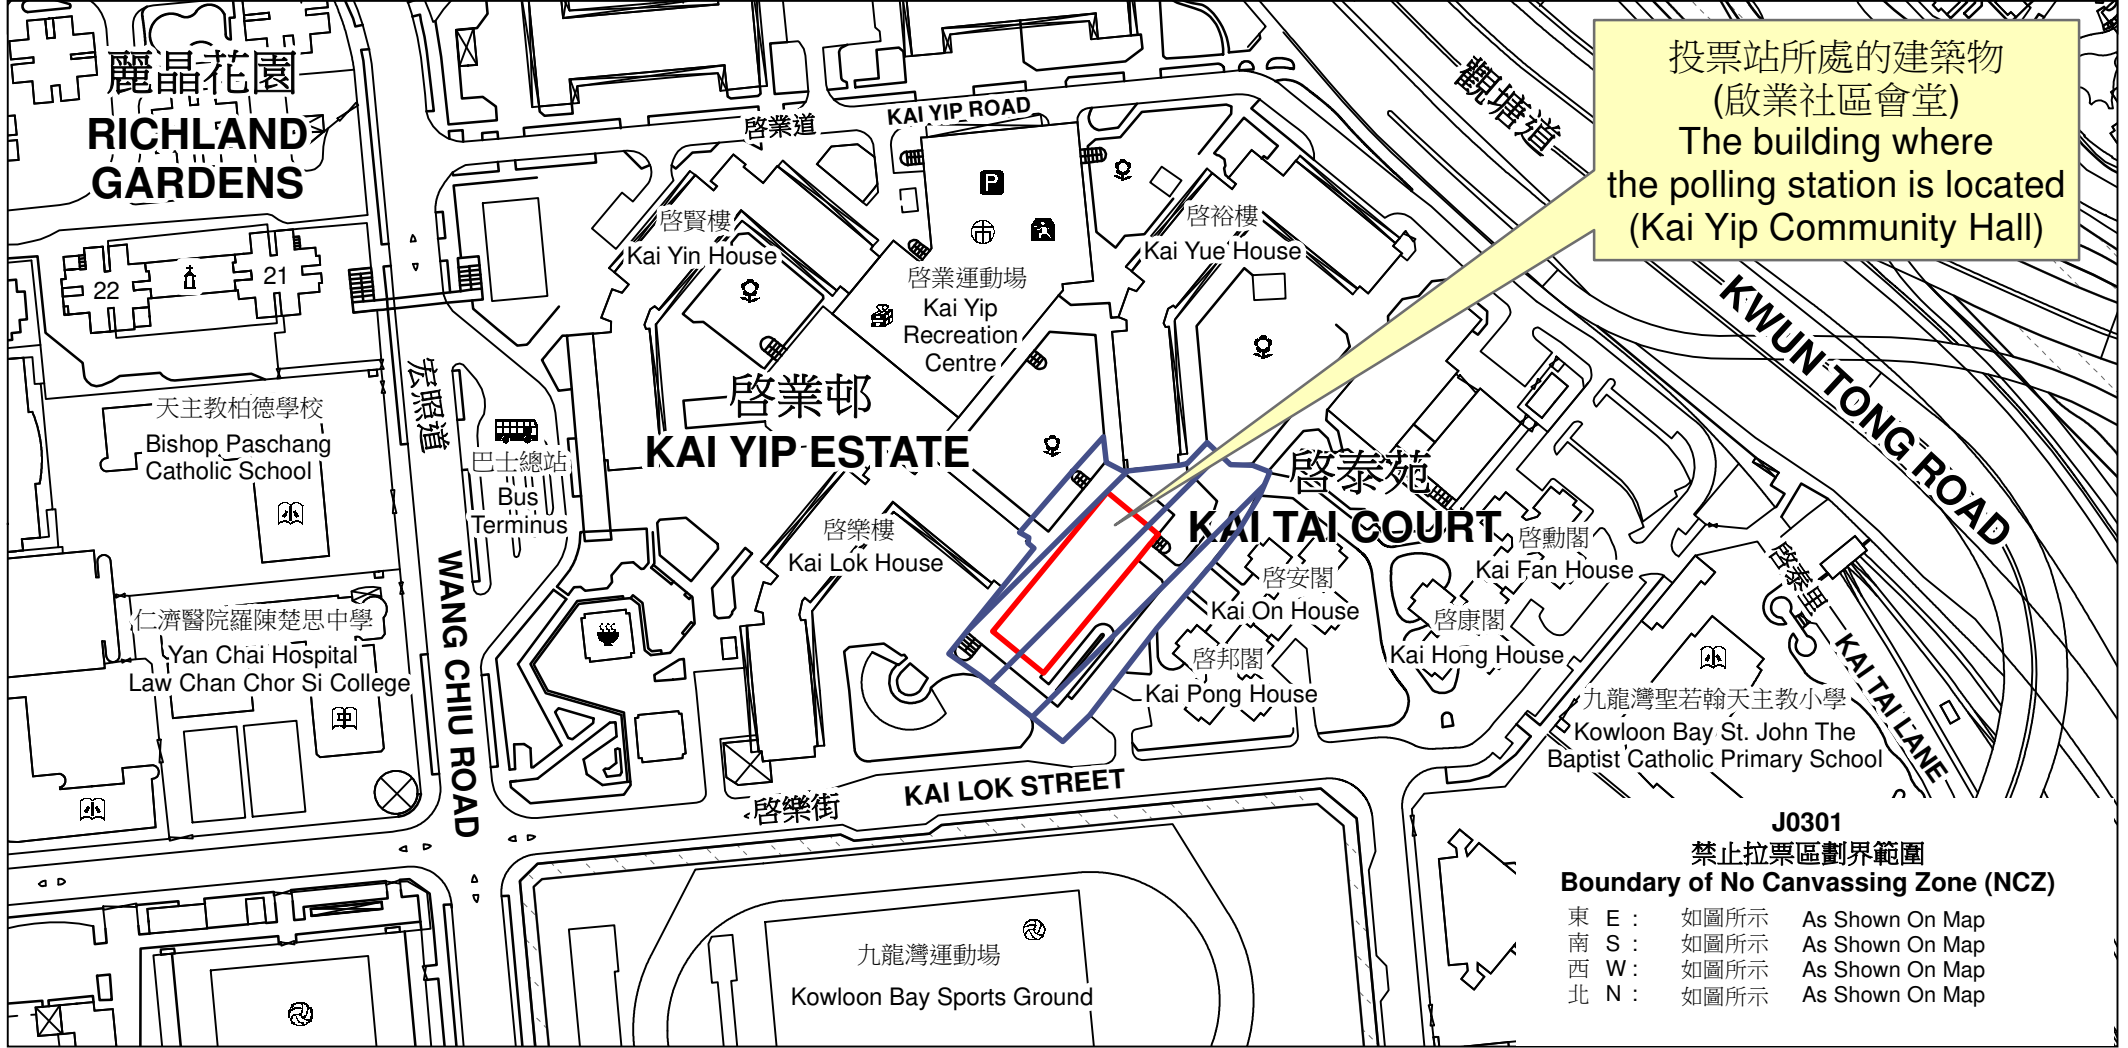 麗晶花園
RICHLAND
GARDENS
22
21
KAI YIP ROAD
啓業道
觀塘道
投票站所處的建築物
(啟業社區會堂)
The building where
the polling station is located
(Kai Yip Community Hall)
啓賢樓
Kai Yin House
P
啓裕樓
Kai Yue House
啓業運動場
Kai Yip
Recreation
Centre
KWUN TONG ROAD
宏照道
天主教柏德學校
Bishop Paschang
Catholic School
巴士總站
Bus
Terminus
啓業邨
KAI YIP ESTATE
啓泰苑
KAI TAI COURT
啓樂樓
Kai Lok House
啓勳閣
Kai Fan House
啓安閣
Kai On House
啓康閣
Kai Hong House
啓邦閣
Kai Pong House
啓泰里
KAI TAI LANE
仁濟醫院羅陳楚思中學
Yan Chai Hospital
Law Chan Chor Si College
WANG CHIU ROAD
九龍灣聖若翰天主教小學
Kowloon Bay St. John The
Baptist Catholic Primary School
KAI LOK STREET
啓樂街
九龍灣運動場
Kowloon Bay Sports Ground
J0301
禁止拉票區劃界範圍
Boundary of No Canvassing Zone (NCZ)
東 E : 如圖所示 As Shown On Map
南 S : 如圖所示 As Shown On Map
西 W : 如圖所示 As Shown On Map
北 N : 如圖所示 As Shown On Map